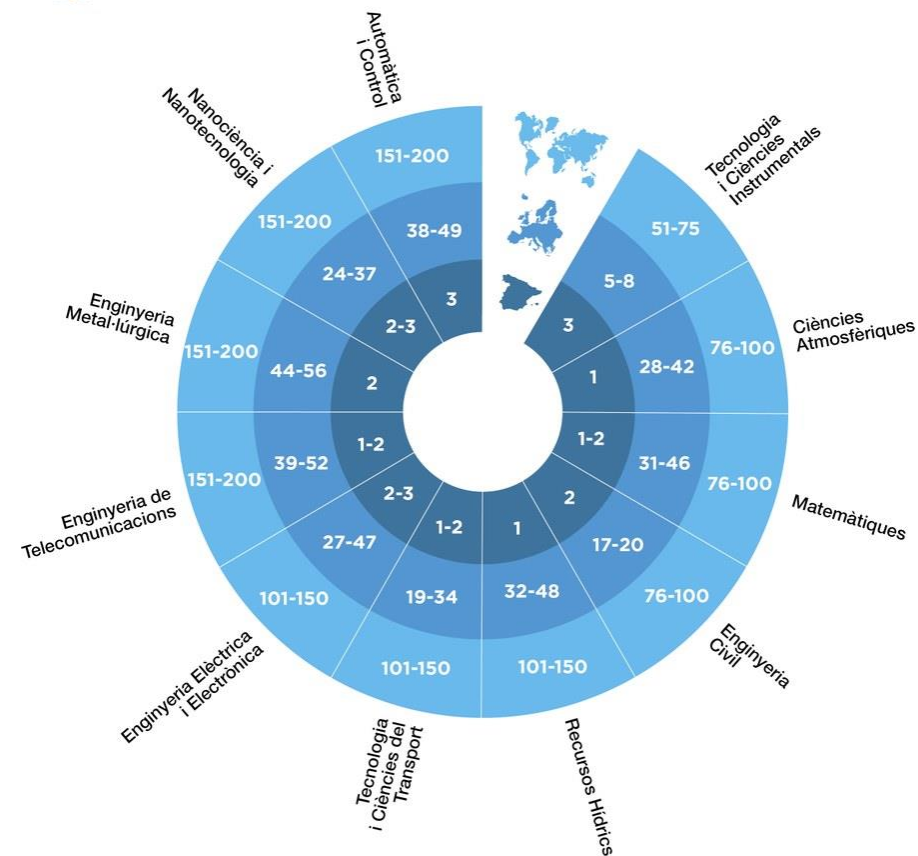 Tecnologia
i Ciències
Instrumentals
51-75
5-8
3
Ciències
Atmosfèriques
76-100
28-42
1
Matemàtiques
76-100
31-46
1-2
Enginyeria
Civil
76-100
17-20
2
Recursos Hídrics
101-150
32-48
1
Tecnologia
i Ciències del
Transport
101-150
19-34
1-2
Enginyeria Elèctrica
i Electrònica
101-150
27-47
2-3
Enginyeria de
Telecomunicacions
151-200
39-52
1-2
Enginyeria
Metal·lúrgica
151-200
44-56
2
Nanociència i
Nanotecnologia
151-200
24-37
2-3
Automàtica
i Control
151-200
38-49
3